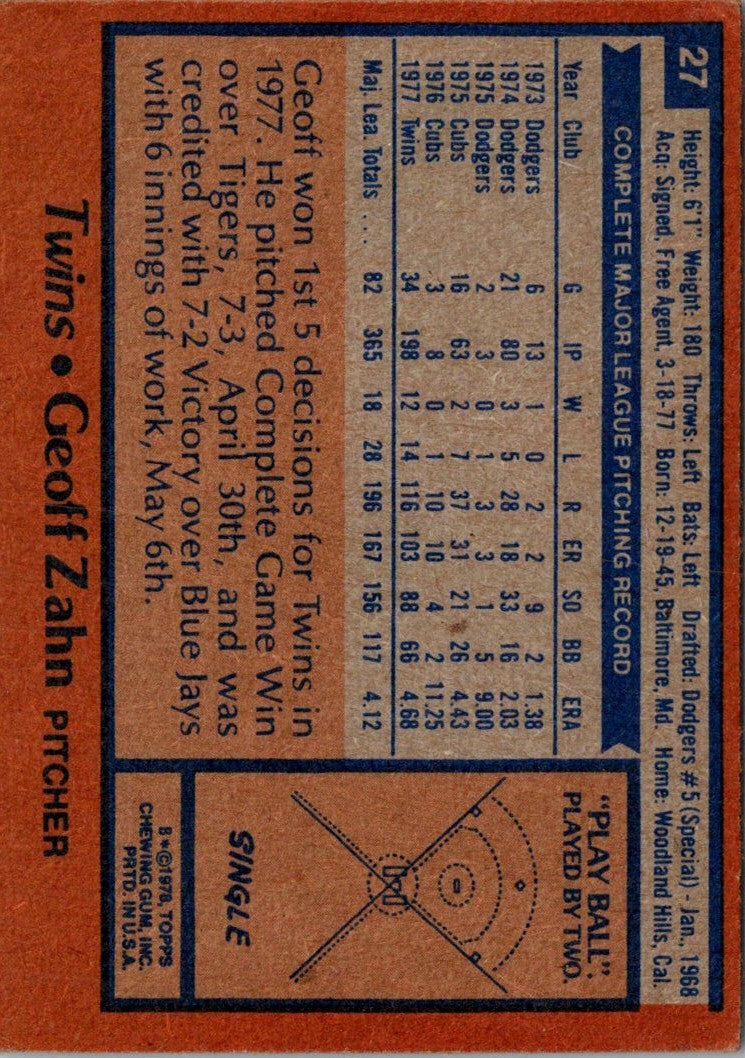 27
Height: 6'1" Weight: 180 Throws: Left Bats: Left Drafted: Dodgers #5 (Special) - Jan., 1968
Acq: Signed, Free Agent, 3-18-77 Born: 12-19-45, Baltimore, Md. Home: Woodland Hills, Cal.
COMPLETE MAJOR LEAGUE PITCHING RECORD
Year Club G IP W L R ER SO BB ERA
1973 Dodgers 6 13 1 0 2 2 9 2 1.38
1974 Dodgers 21 80 3 5 28 18 33 16 2.03
1975 Dodgers 2 3 0 1 3 3 1 5 9.00
1975 Cubs 16 63 2 7 37 31 21 26 4.43
1976 Cubs 3 8 0 1 10 10 4 2 11.25
1977 Twins 34 198 12 14 116 103 88 66 4.68
Maj. Lea. Totals ... 82 365 18 28 196 167 156 117 4.12
Geoff won 1st 5 decisions for Twins in
1977. He pitched Complete Game Win
over Tigers, 7-3, April 30th, and was
credited with 7-2 Victory over Blue Jays
with 6 innings of work, May 6th.
"PLAY BALL".
PLAYED BY TWO.
SINGLE
B*©1978, TOPPS
CHEWING GUM, INC.
PRTD. IN U.S.A.
Twins • Geoff Zahn PITCHER